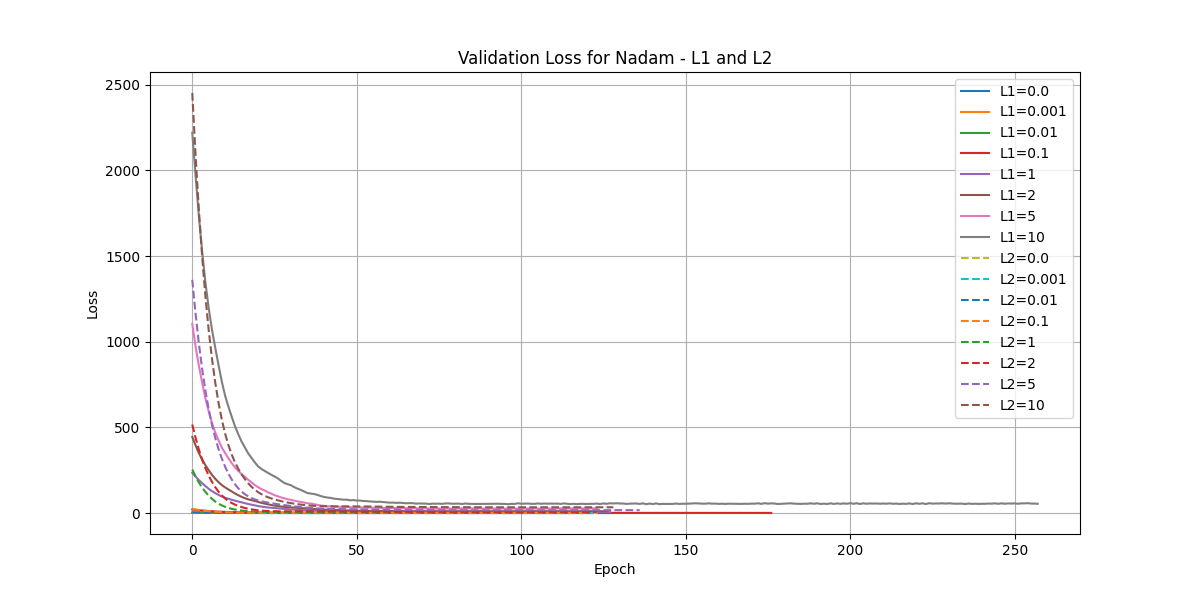 Validation Loss for Nadam - L1 and L2
Loss
2500
2000
1500
1000
500
0
0
50
100
150
200
250
Epoch
L1=0.0
L1=0.001
L1=0.01
L1=0.1
L1=1
L1=2
L1=5
L1=10
L2=0.0
L2=0.001
L2=0.01
L2=0.1
L2=1
L2=2
L2=5
L2=10